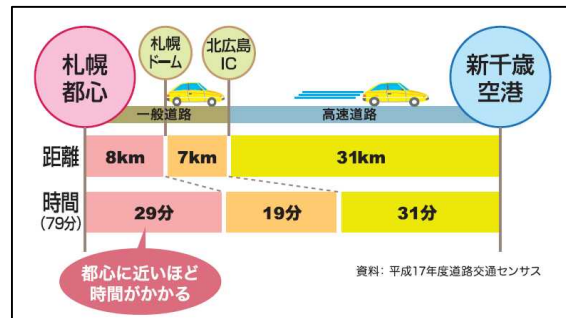 札幌
都心
札幌
ドーム
北広島
IC
新千歳
空港
一般道路
高速道路
距離
8km
7km
31km
時間
(79分)
29分
19分
31分
都心に近いほど
時間がかかる
資料: 平成17年度道路交通センサス